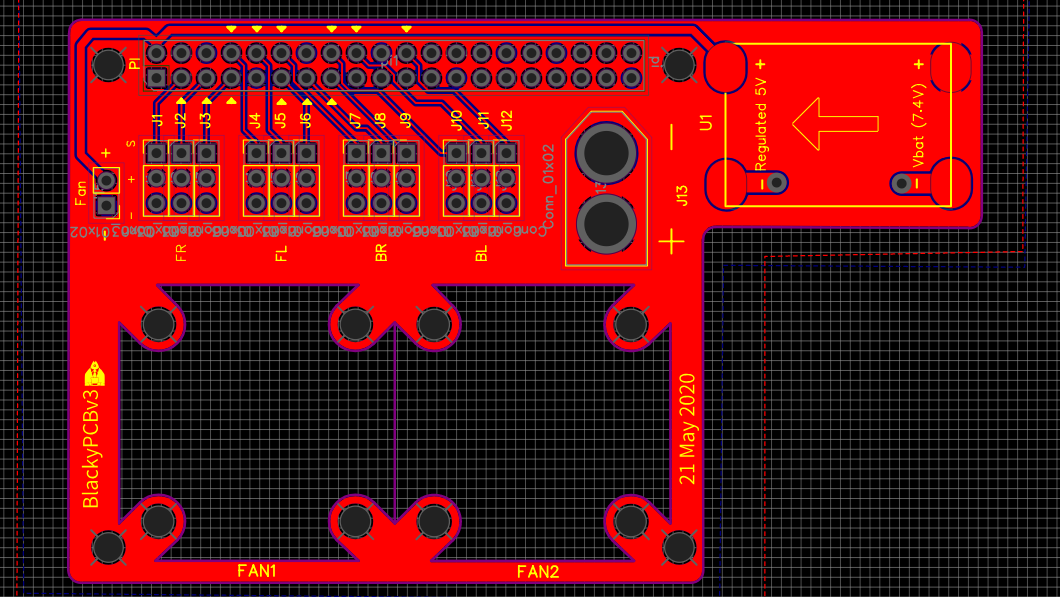 PI
Pi1
J1 J2 J3 J4 J5 J6 J7 J8 J9 J10 J11 J12
S
+
-
Fan
+
-
FR FL BR BL
Conn_01x02
J13
+
-
U1
Regulated 5V
+
-
Vbat (7.4V)
+
-
BlackyPCBv3
21 May 2020
FAN1 FAN2